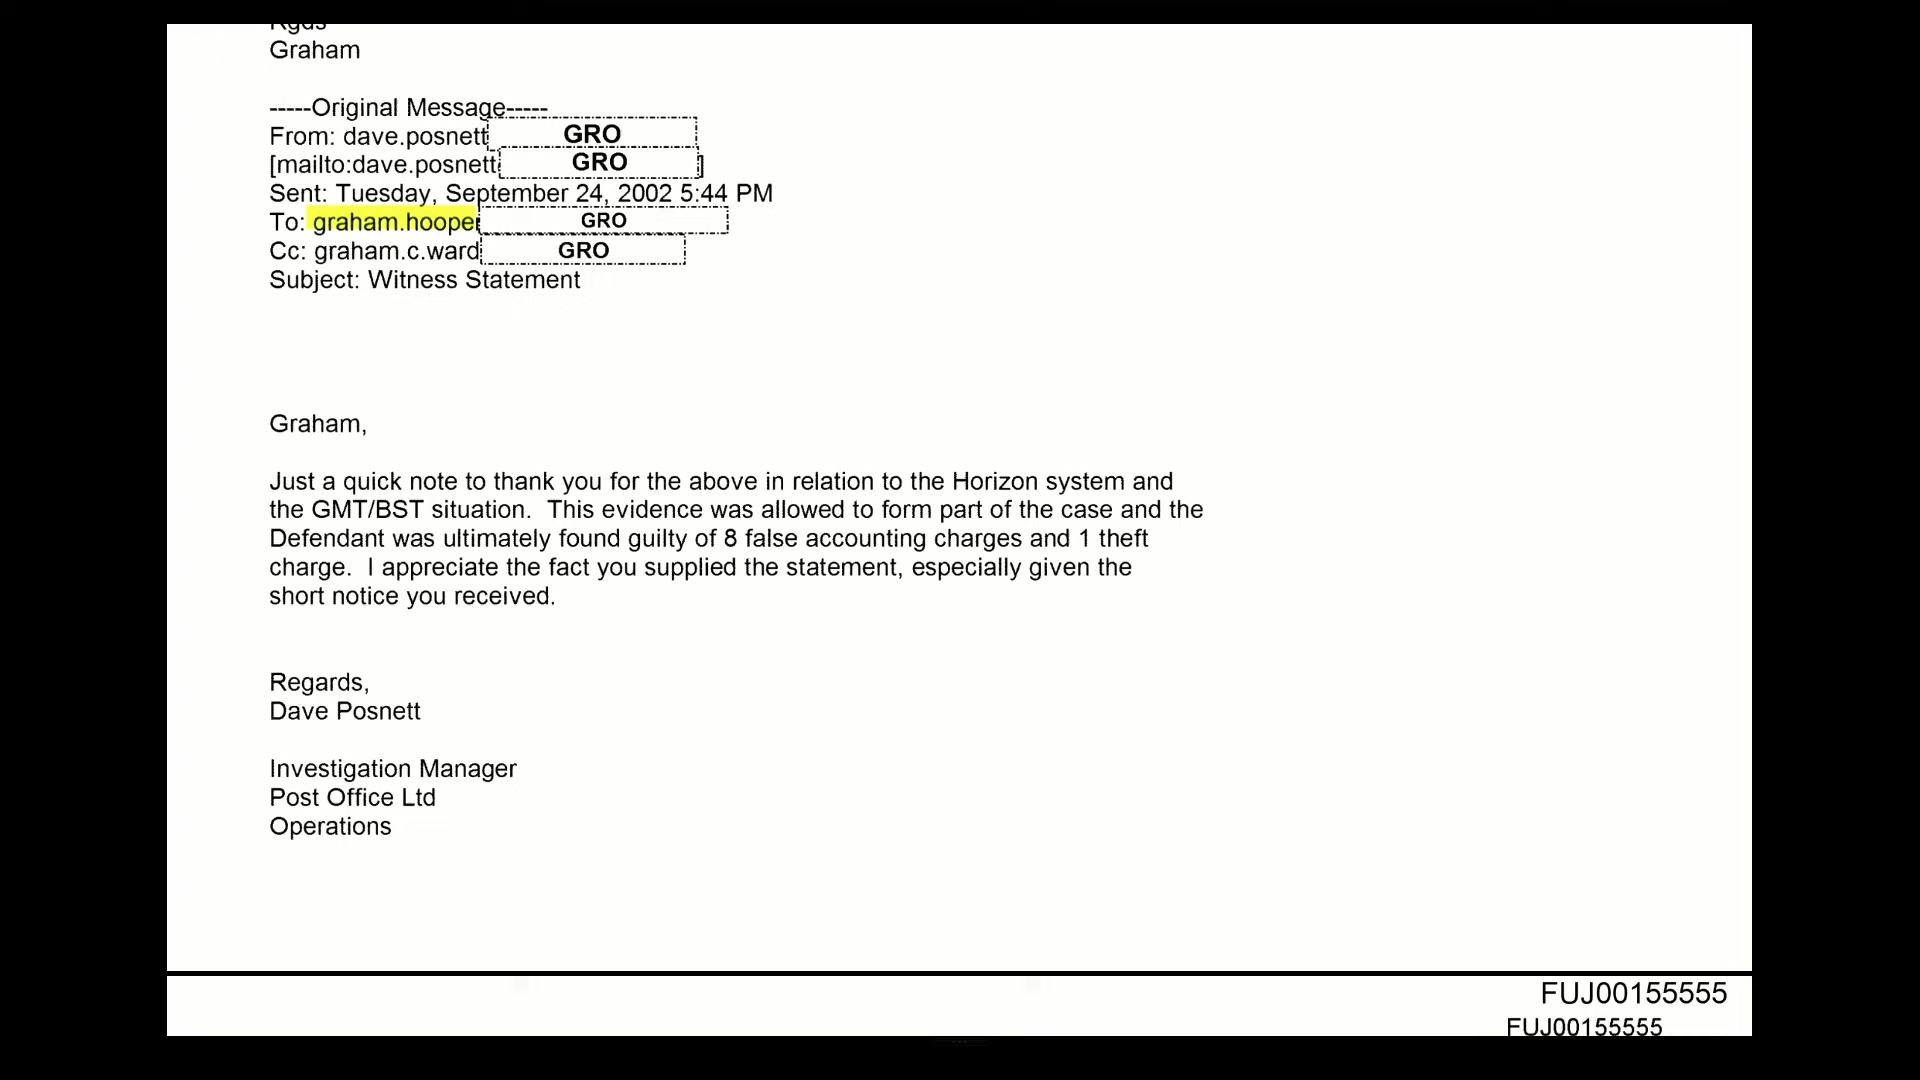 Rgds
Graham
-----Original Message-----
From: dave.posnett GRO
[mailto:dave.posnett GRO ]
Sent: Tuesday, September 24, 2002 5:44 PM
To: graham.hooper GRO
Cc: graham.c.ward GRO
Subject: Witness Statement
Graham,
Just a quick note to thank you for the above in relation to the Horizon system and
the GMT/BST situation.  This evidence was allowed to form part of the case and the
Defendant was ultimately found guilty of 8 false accounting charges and 1 theft
charge.  I appreciate the fact you supplied the statement, especially given the
short notice you received.
Regards,
Dave Posnett
Investigation Manager
Post Office Ltd
Operations
FUJ00155555
FUJ00155555